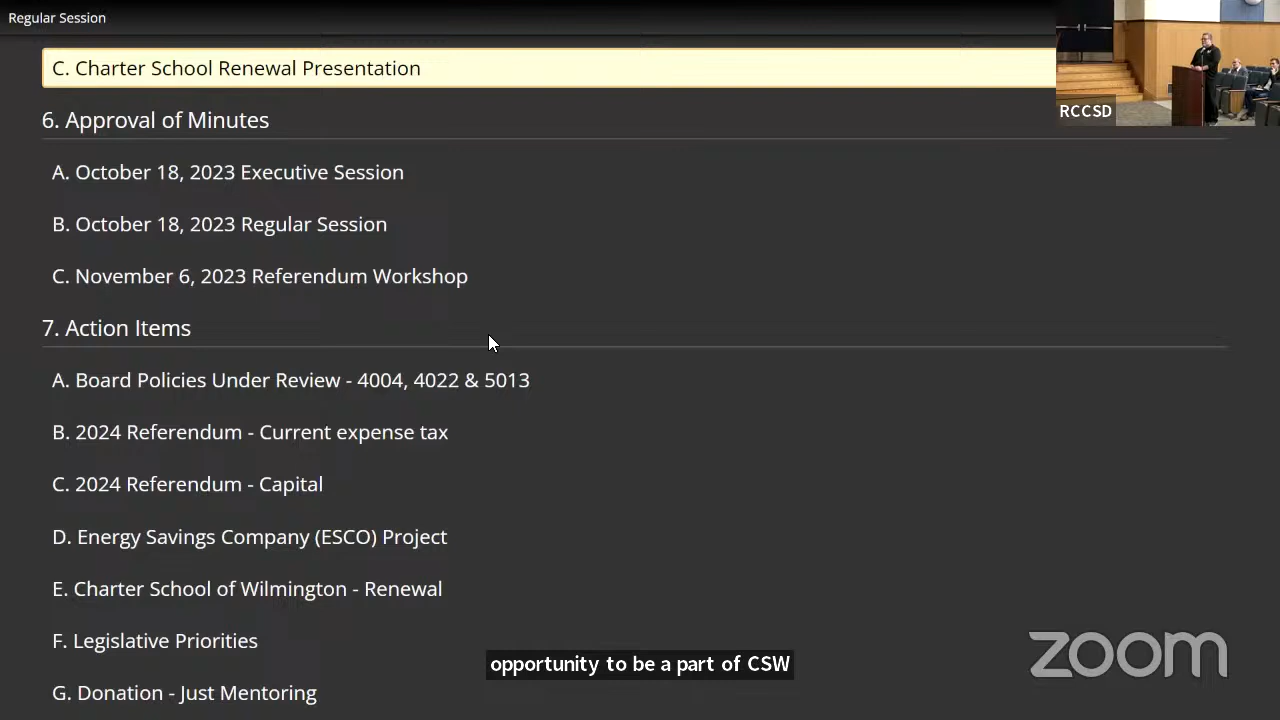 Regular Session
C. Charter School Renewal Presentation
RCCSD
6. Approval of Minutes
A. October 18, 2023 Executive Session
B. October 18, 2023 Regular Session
C. November 6, 2023 Referendum Workshop
7. Action Items
A. Board Policies Under Review - 4004, 4022 & 5013
B. 2024 Referendum - Current expense tax
C. 2024 Referendum - Capital
D. Energy Savings Company (ESCO) Project
E. Charter School of Wilmington - Renewal
F. Legislative Priorities
opportunity to be a part of CSW
zoom
G. Donation - Just Mentoring